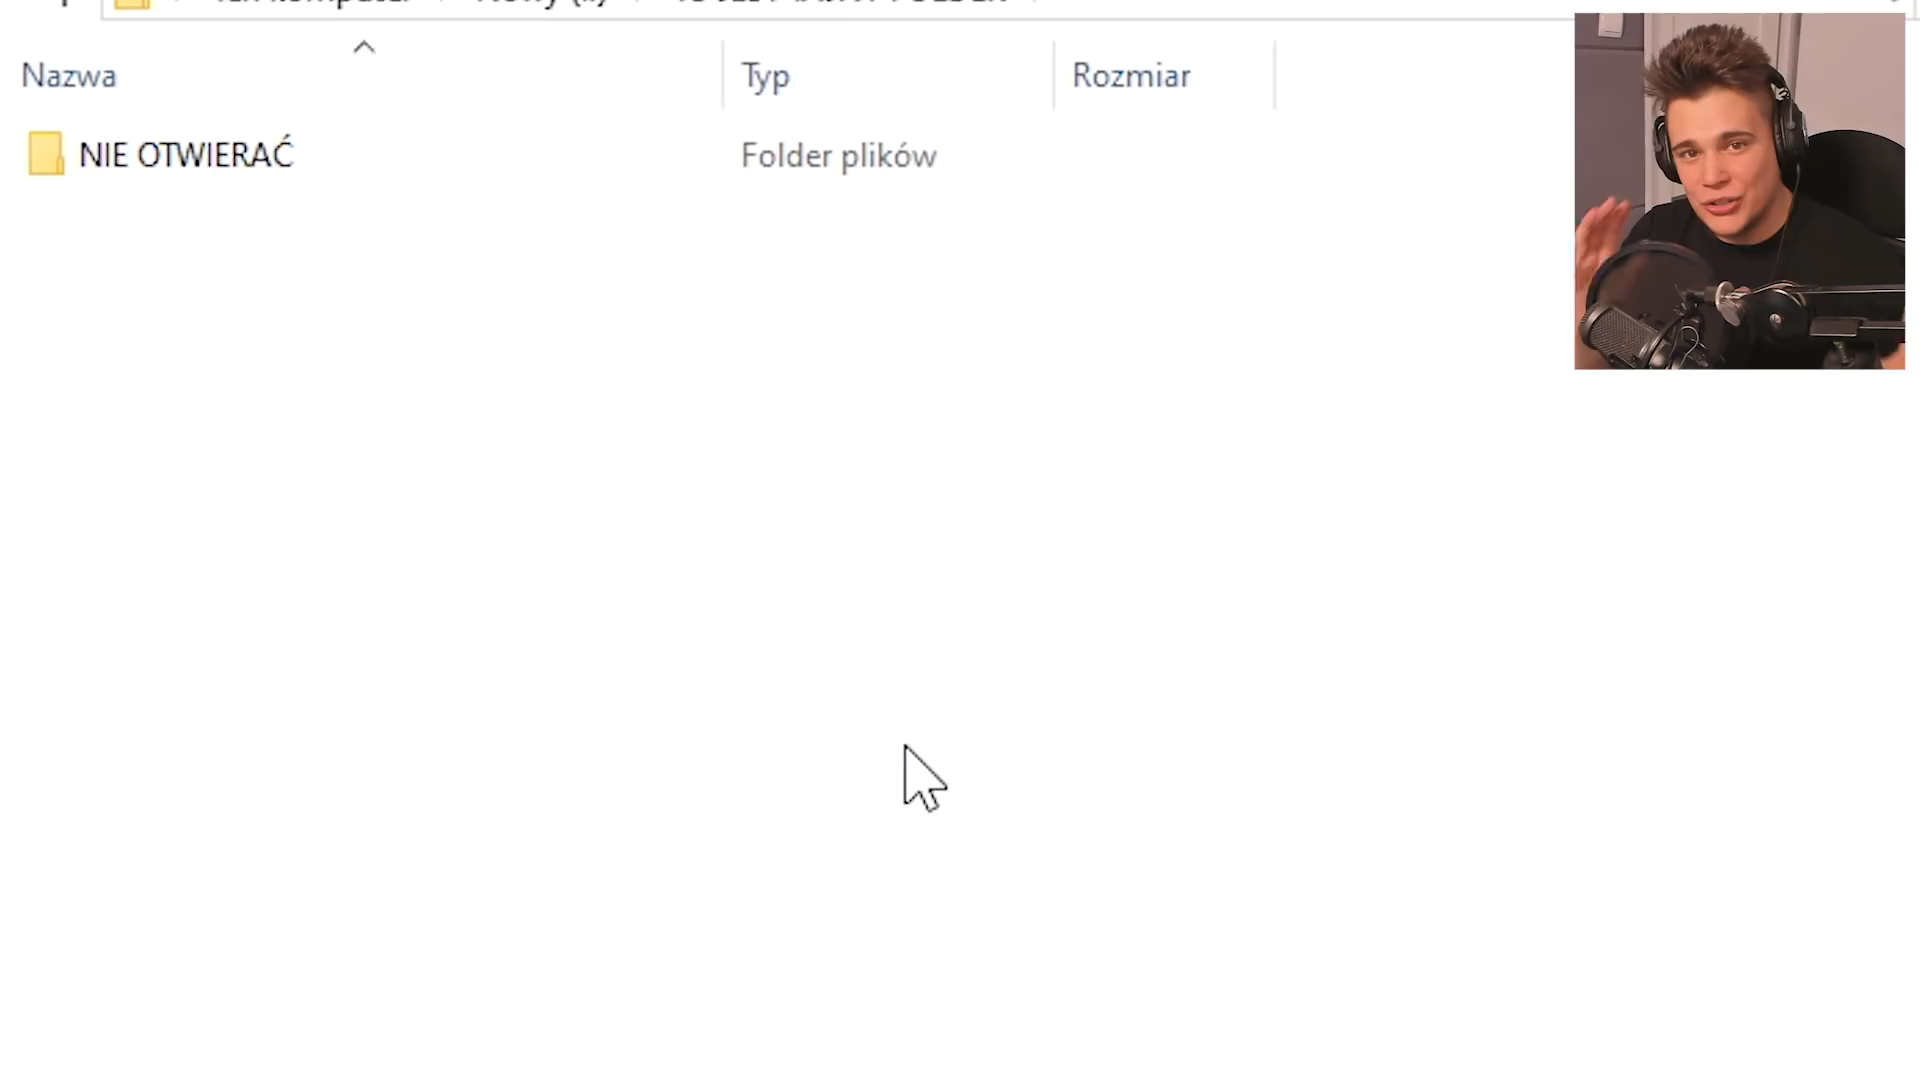 Nazwa
Typ
Rozmiar
NIE OTWIERAĆ
Folder plików